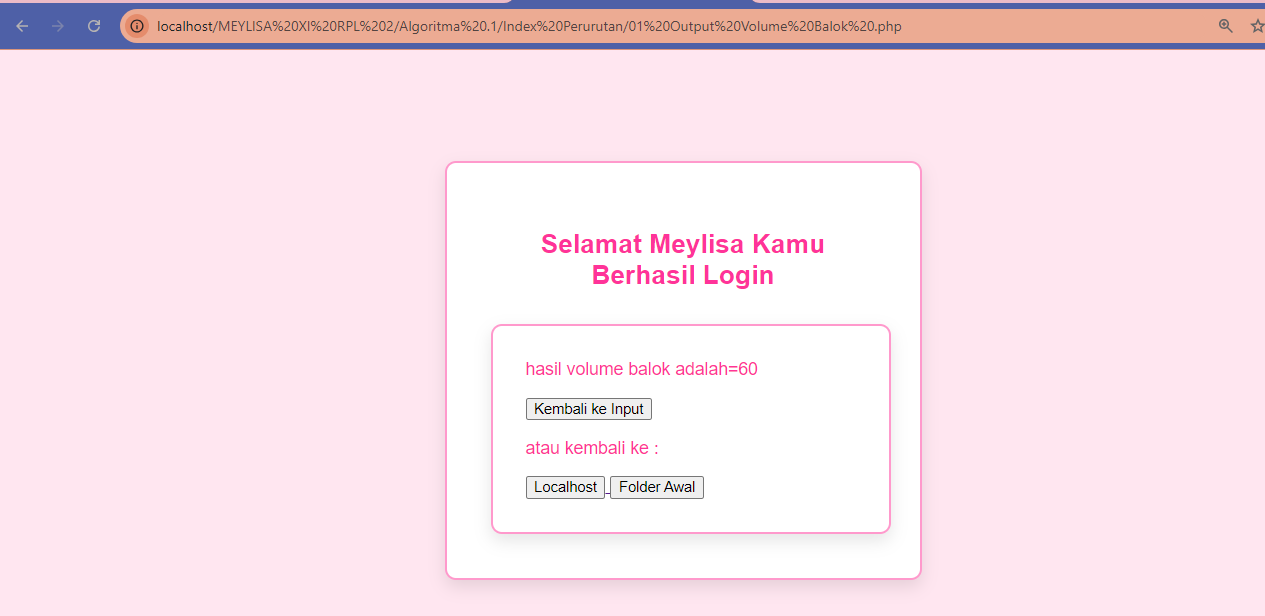 localhost/MEYLISA%20XI%20RPL%202/Algoritma%20.1/Index%20Perurutan/01%20Output%20Volume%20Balok%20.php
Selamat Meylisa Kamu
Berhasil Login
hasil volume balok adalah=60
Kembali ke Input
atau kembali ke :
Localhost Folder Awal